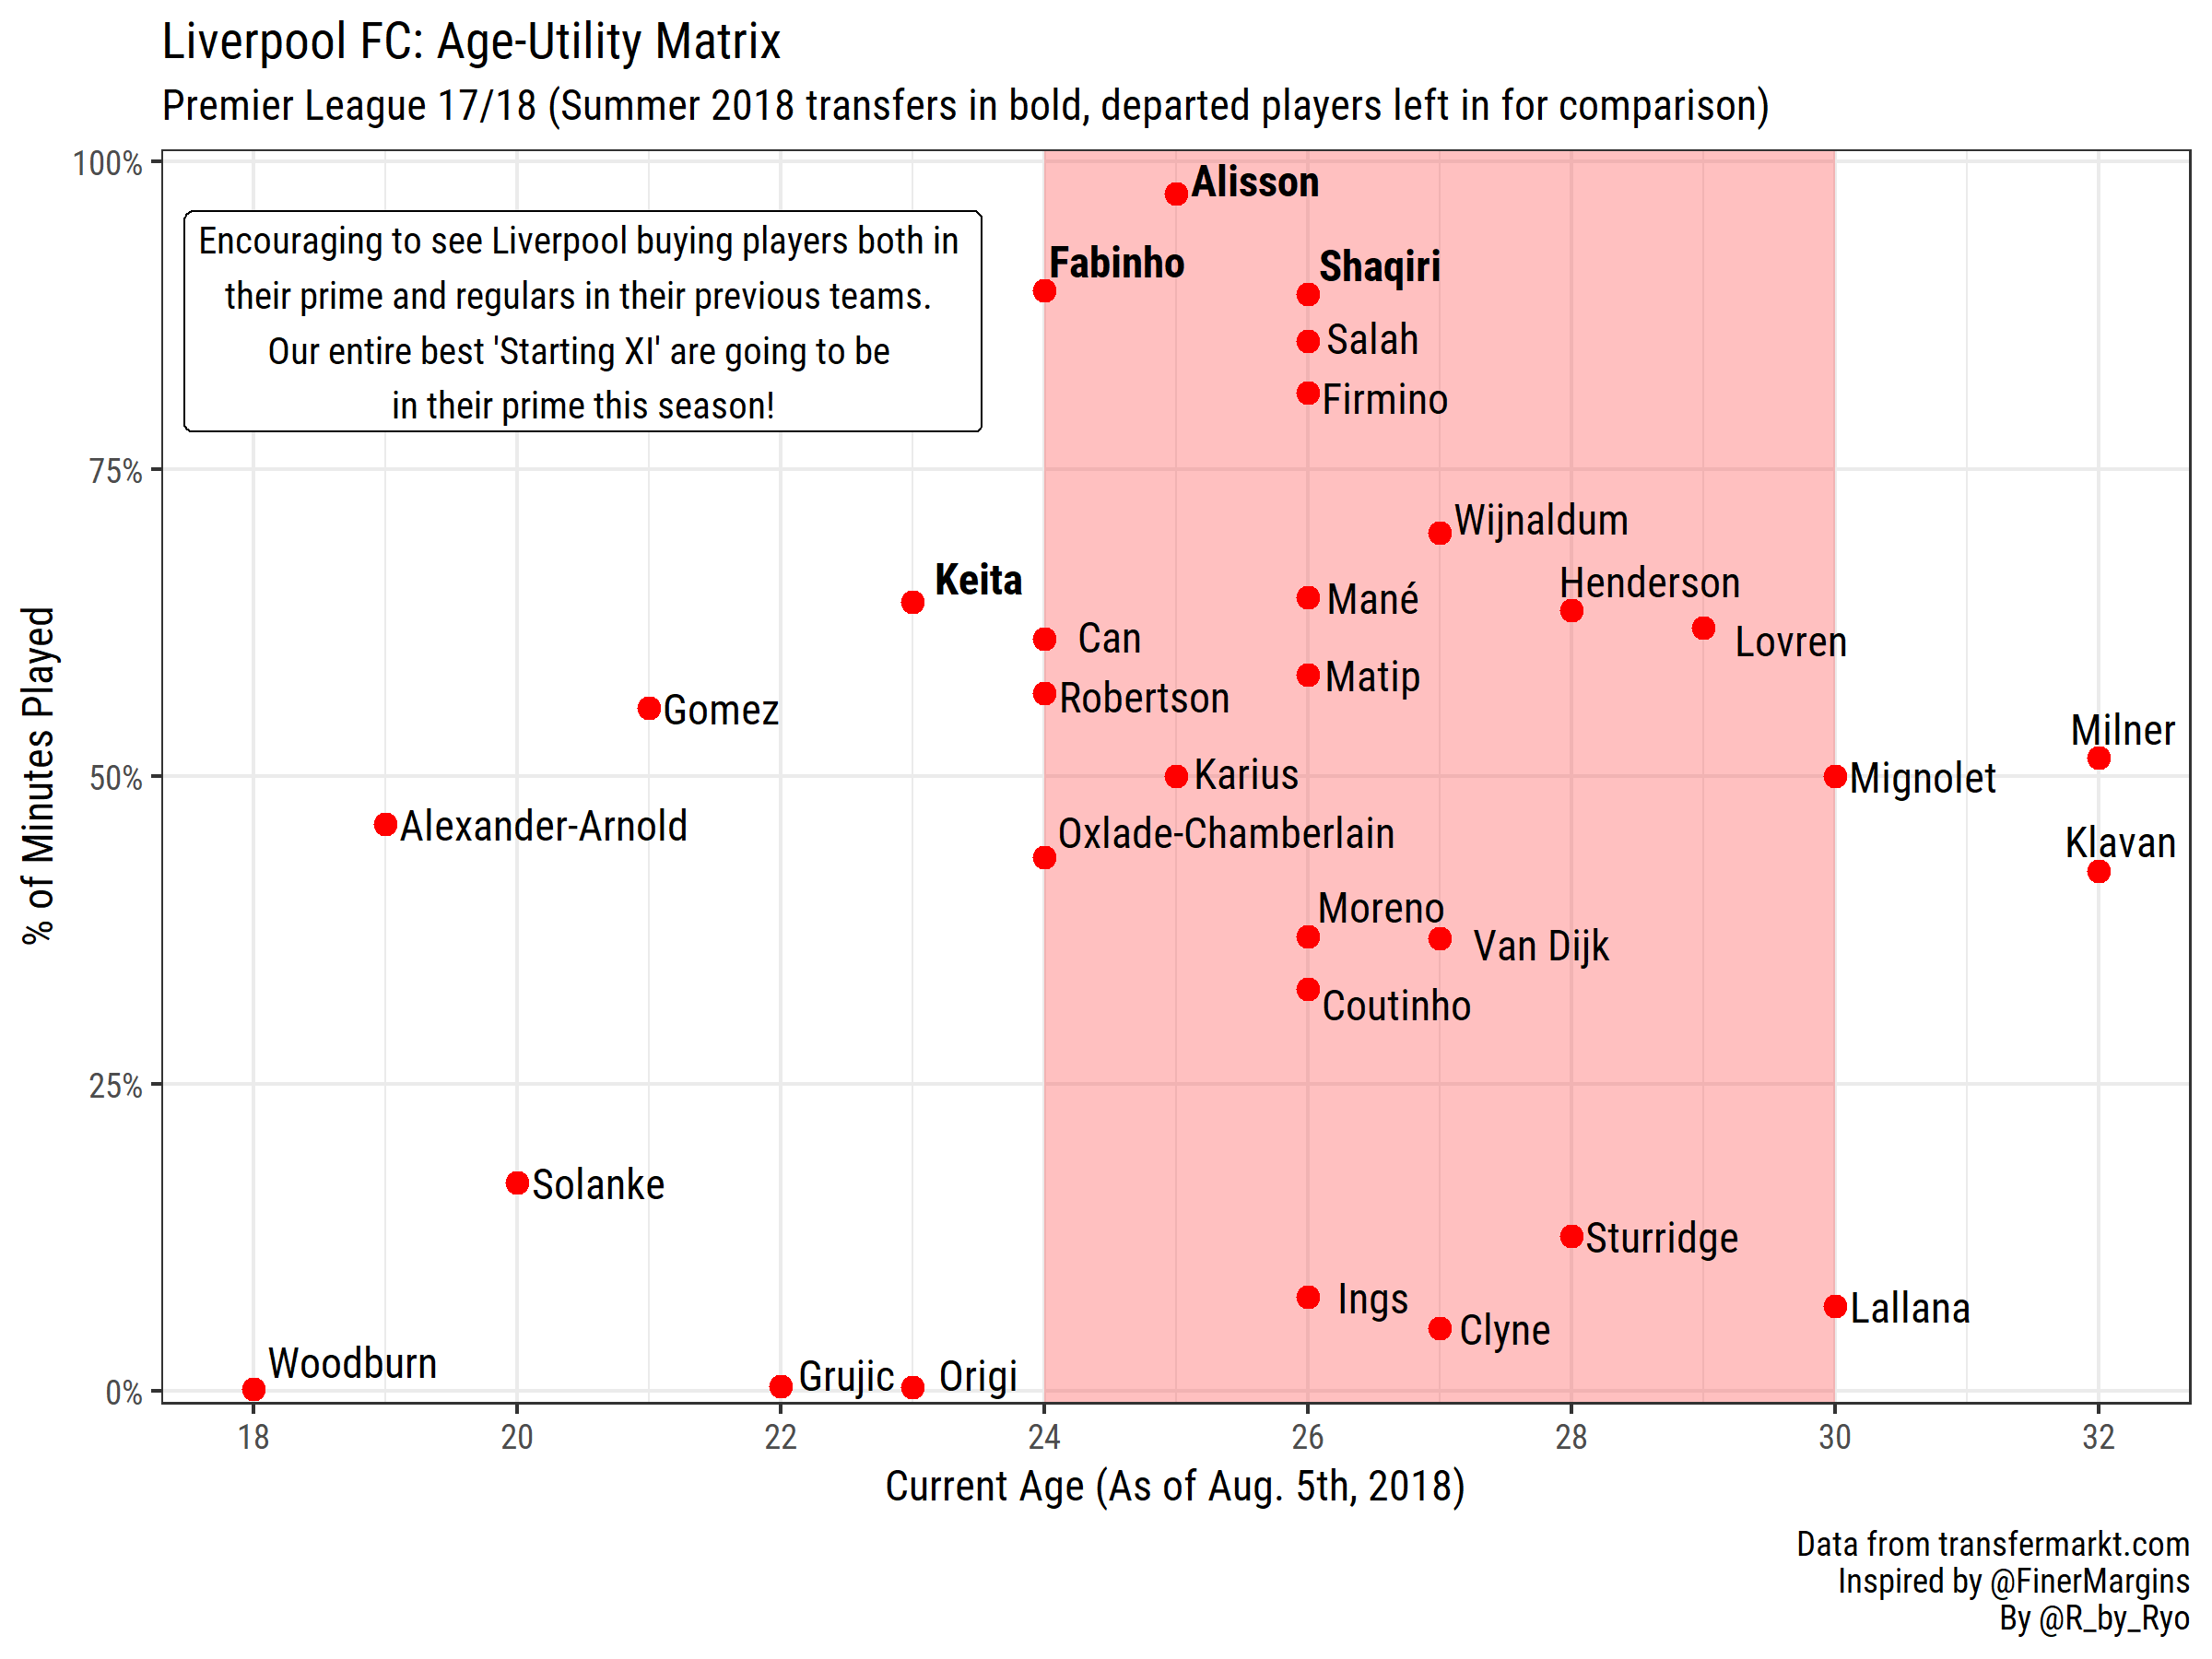 Liverpool FC: Age-Utility Matrix
Premier League 17/18 (Summer 2018 transfers in bold, departed players left in for comparison)
100%
75%
50%
25%
0%
% of Minutes Played
Encouraging to see Liverpool buying players both in
their prime and regulars in their previous teams.
Our entire best 'Starting XI' are going to be
in their prime this season!
Alisson
Fabinho
Shaqiri
Salah
Firmino
Wijnaldum
Keita
Henderson
Mané
Can
Lovren
Matip
Robertson
Gomez
Milner
Karius
Mignolet
Alexander-Arnold
Oxlade-Chamberlain
Klavan
Moreno
Van Dijk
Coutinho
Solanke
Sturridge
Ings
Lallana
Clyne
Woodburn
Grujic
Origi
18
20
22
24
26
28
30
32
Current Age (As of Aug. 5th, 2018)
Data from transfermarkt.com
Inspired by @FinerMargins
By @R_by_Ryo